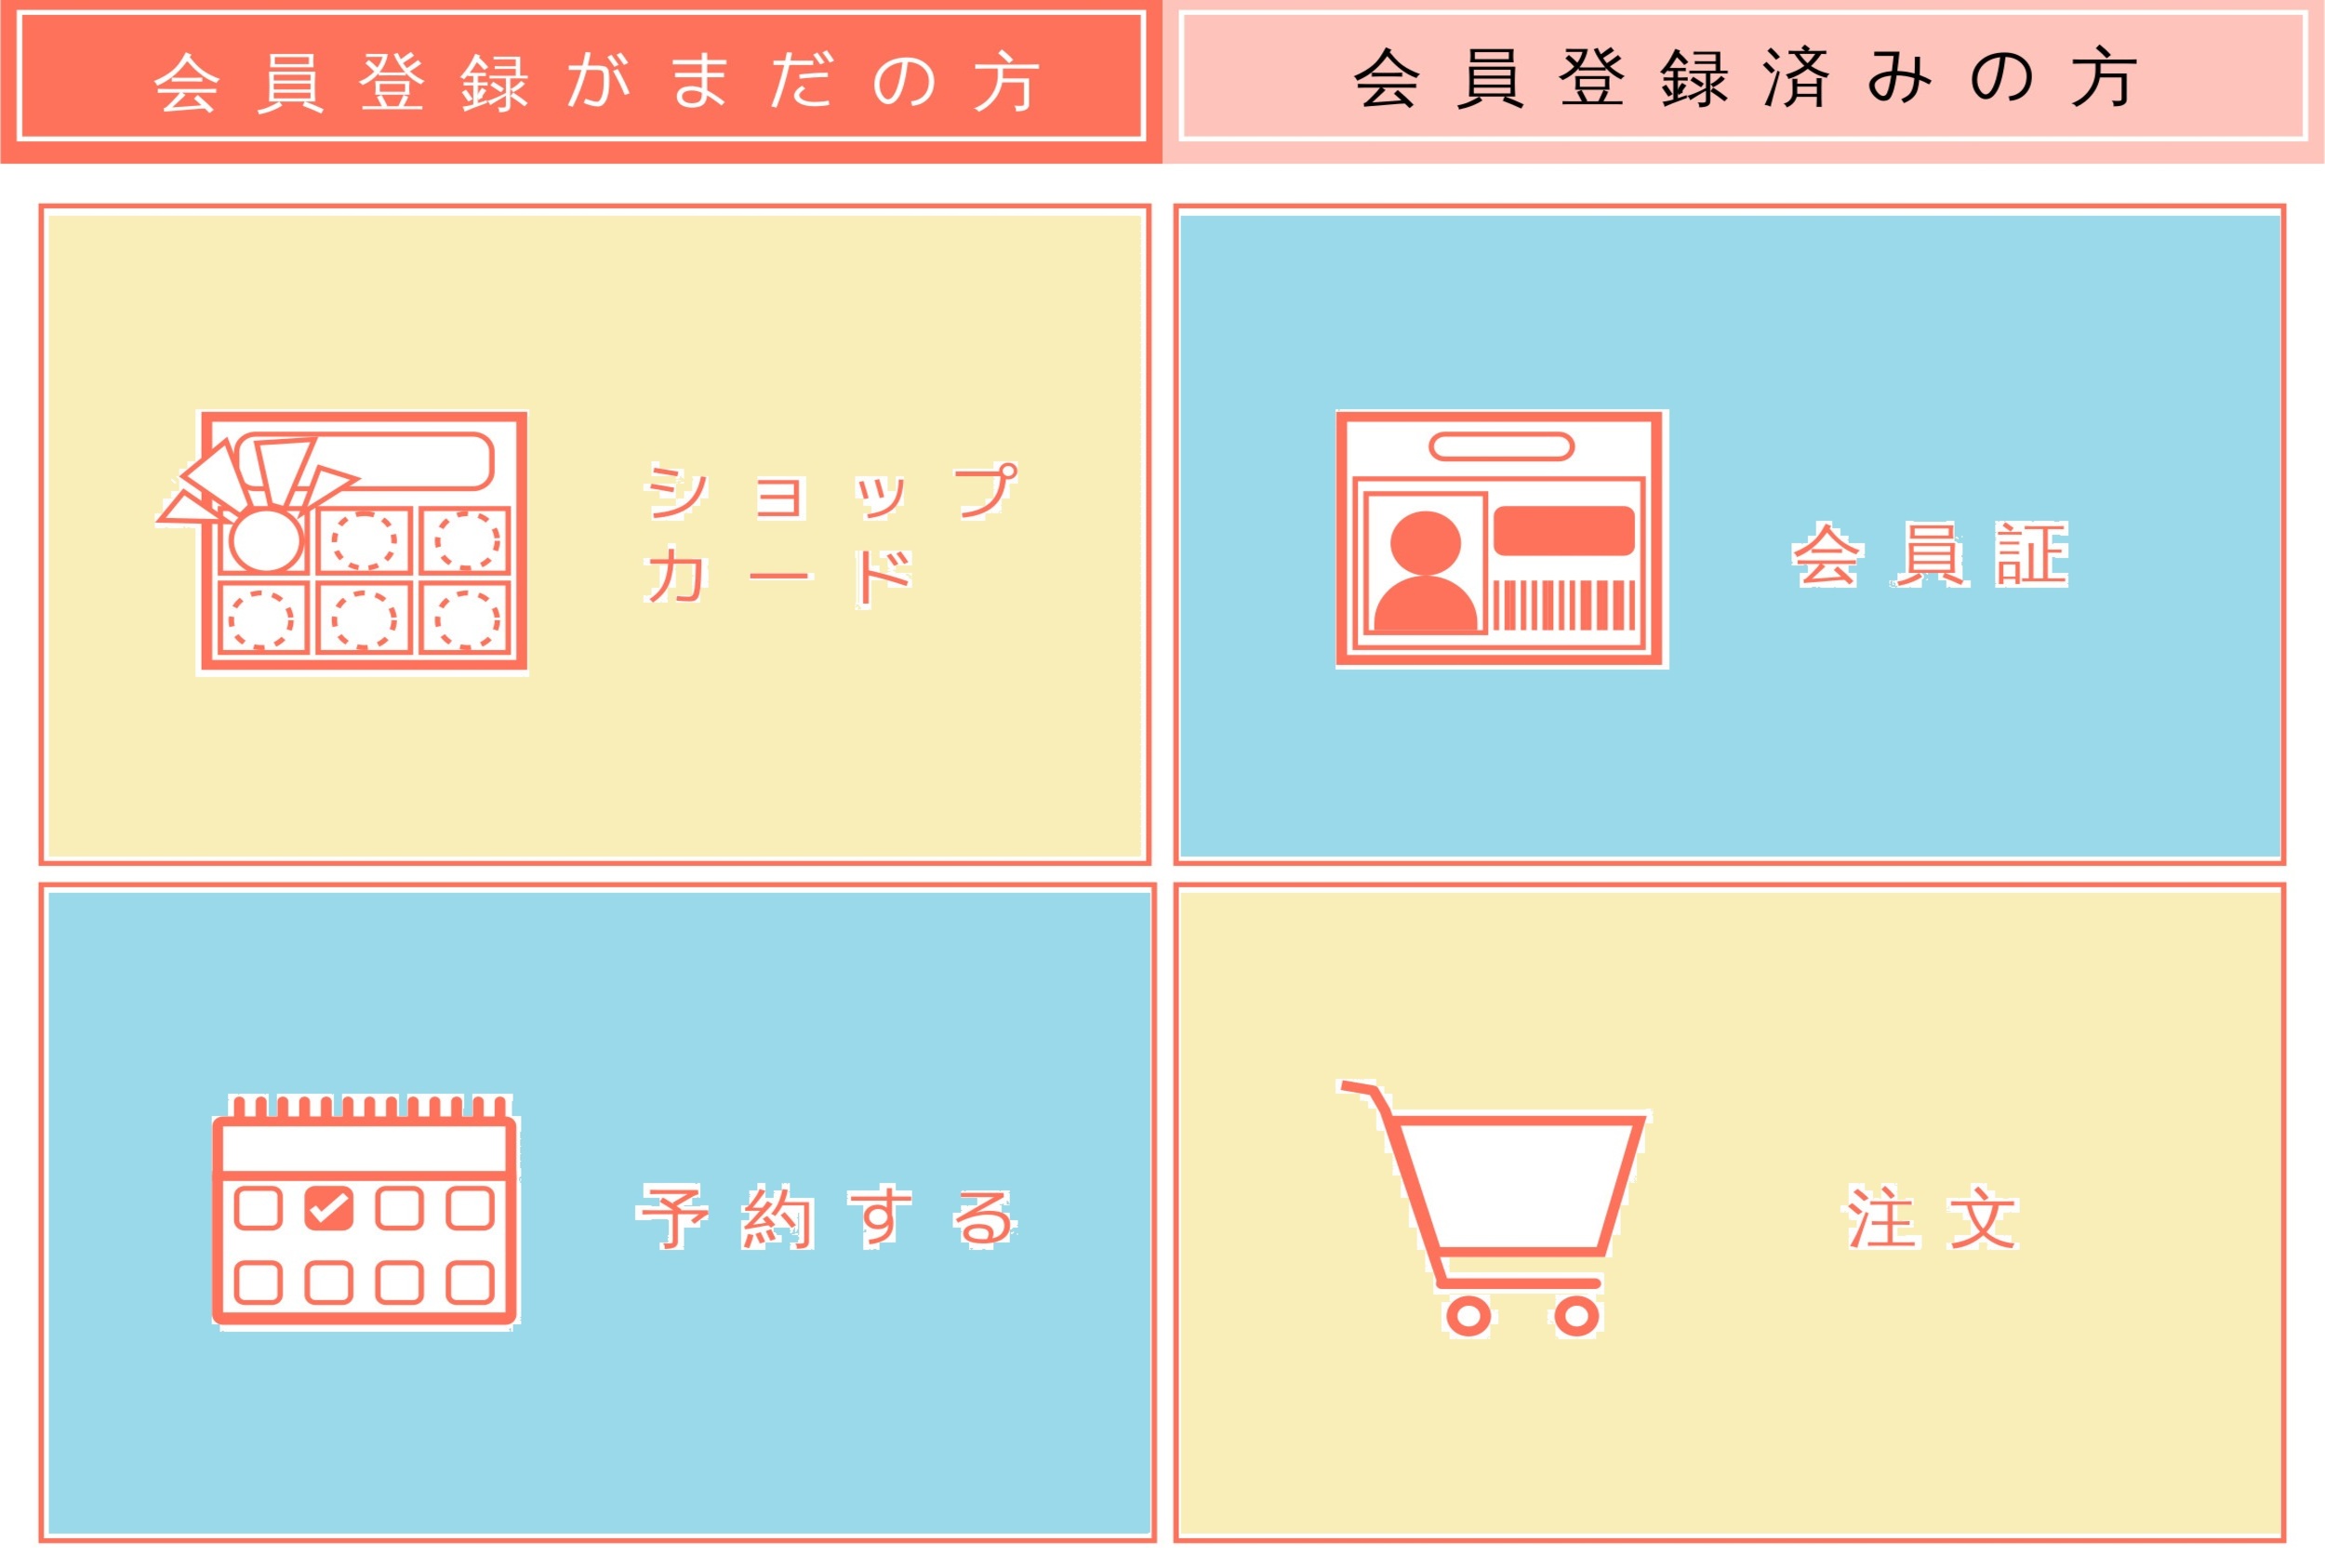 会員登録がまだの方
会員登録済みの方
ショップ
カード
会員証
予約する
注文